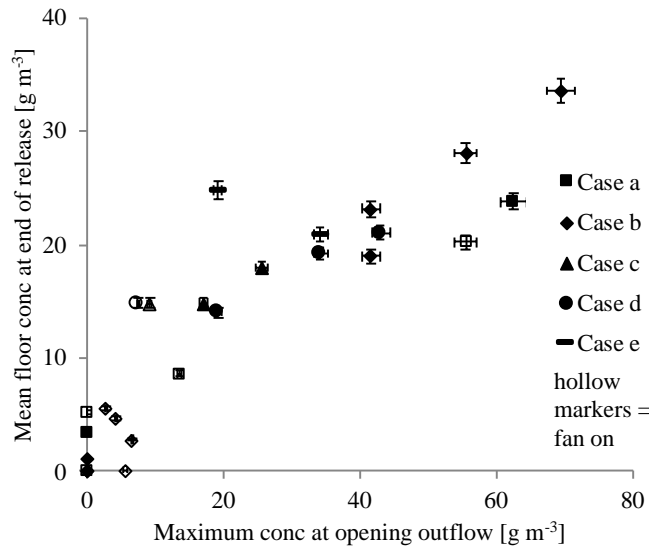 40
30
20
10
0
0
20
40
60
80
Mean floor conc at end of release [g m⁻³]
Maximum conc at opening outflow [g m⁻³]
Case a
Case b
Case c
Case d
Case e
hollow
markers =
fan on